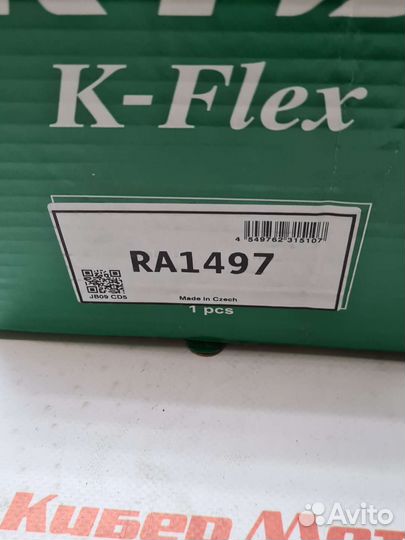 K-Flex
4 549762 315107
RA1497
JB09 CD5
Made in Czech
1 pcs
Кибер Мот
Avito